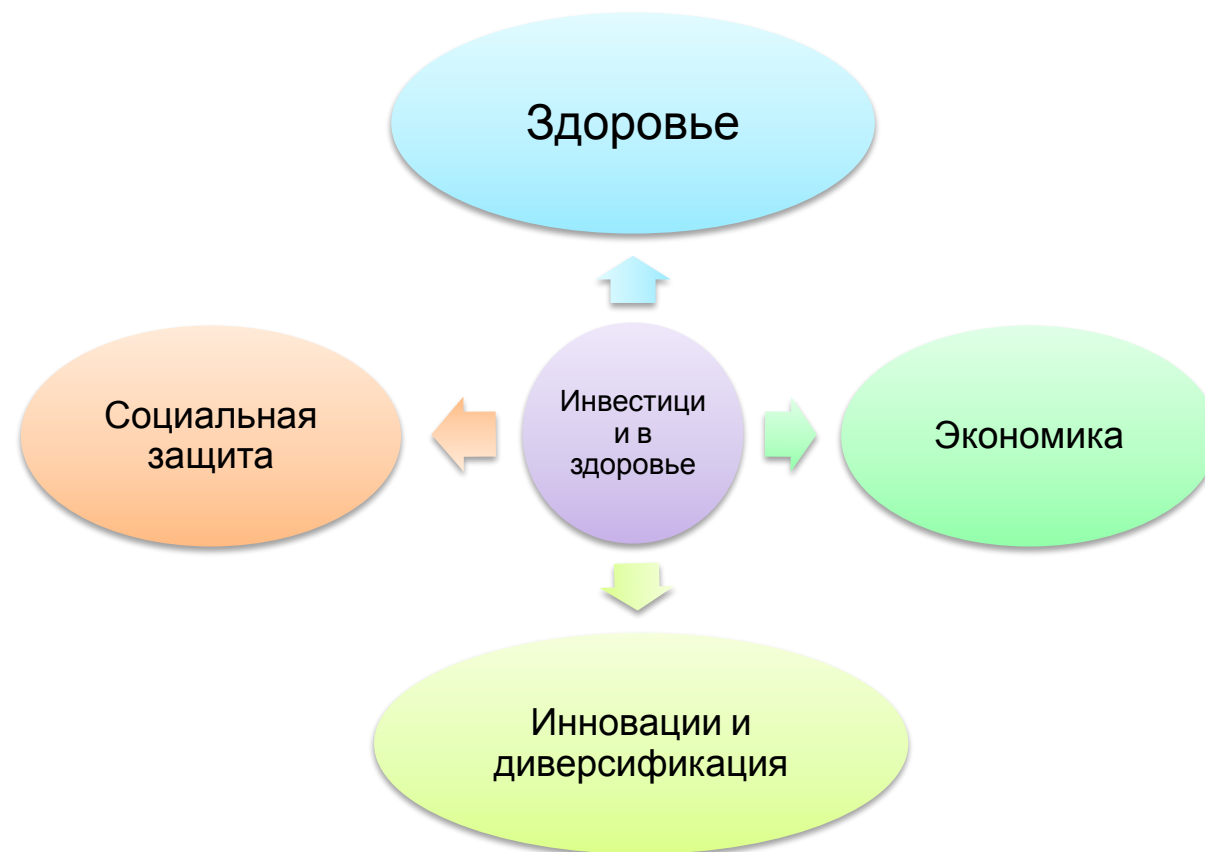 Здоровье
Социальная
защита
Инвестици
и в
здоровье
Экономика
Инновации и
диверсификация